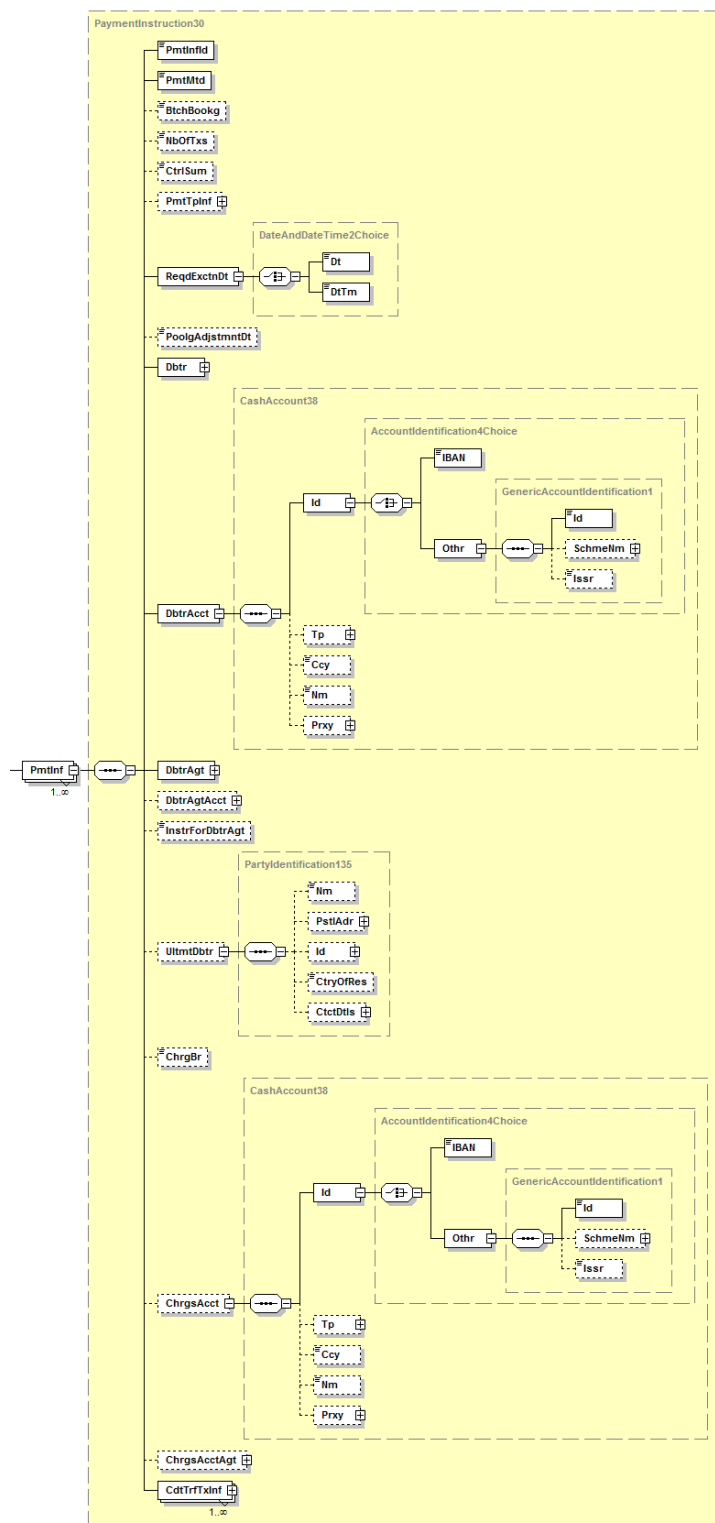 PaymentInstruction30
PmtInfId
PmtMtd
BtchBookg
NbOfTxs
CtrlSum
PmtTpInf
DateAndDateTime2Choice
Dt
ReqdExctnDt
DtTm
PoolgAdjstmntDt
Dbtr
CashAccount38
AccountIdentification4Choice
IBAN
GenericAccountIdentification1
Id
Id
Othr
SchmeNm
Issr
DbtrAcct
Tp
Ccy
Nm
Prxy
PmtInf
1..∞
DbtrAgt
DbtrAgtAcct
InstrForDbtrAgt
PartyIdentification135
Nm
PstlAdr
UltmtDbtr
Id
CtryOfRes
CtctDtls
ChrgBr
CashAccount38
AccountIdentification4Choice
IBAN
GenericAccountIdentification1
Id
Id
Othr
SchmeNm
Issr
ChrgsAcct
Tp
Ccy
Nm
Prxy
ChrgsAcctAgt
CdtTrfTxInf
1..∞